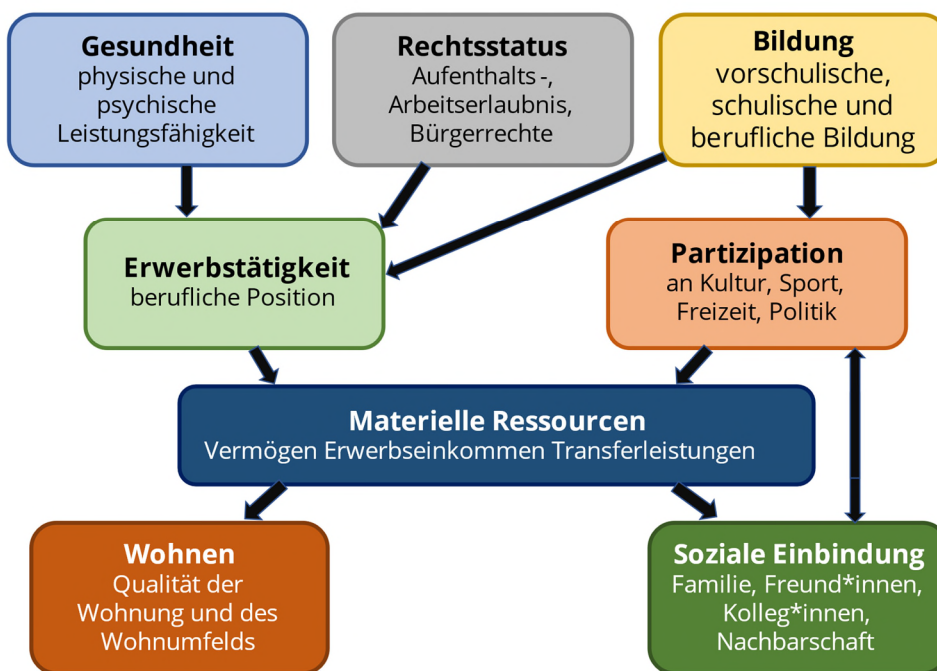 Gesundheit
physische und
psychische
Leistungsfähigkeit
Rechtsstatus
Aufenthalts -,
Arbeitserlaubnis,
Bürgerrechte
Bildung
vorschulische,
schulische und
berufliche Bildung
Erwerbstätigkeit
berufliche Position
Partizipation
an Kultur, Sport,
Freizeit, Politik
Materielle Ressourcen
Vermögen Erwerbseinkommen Transferleistungen
Wohnen
Qualität der
Wohnung und des
Wohnumfelds
Soziale Einbindung
Familie, Freund*innen,
Kolleg*innen,
Nachbarschaft